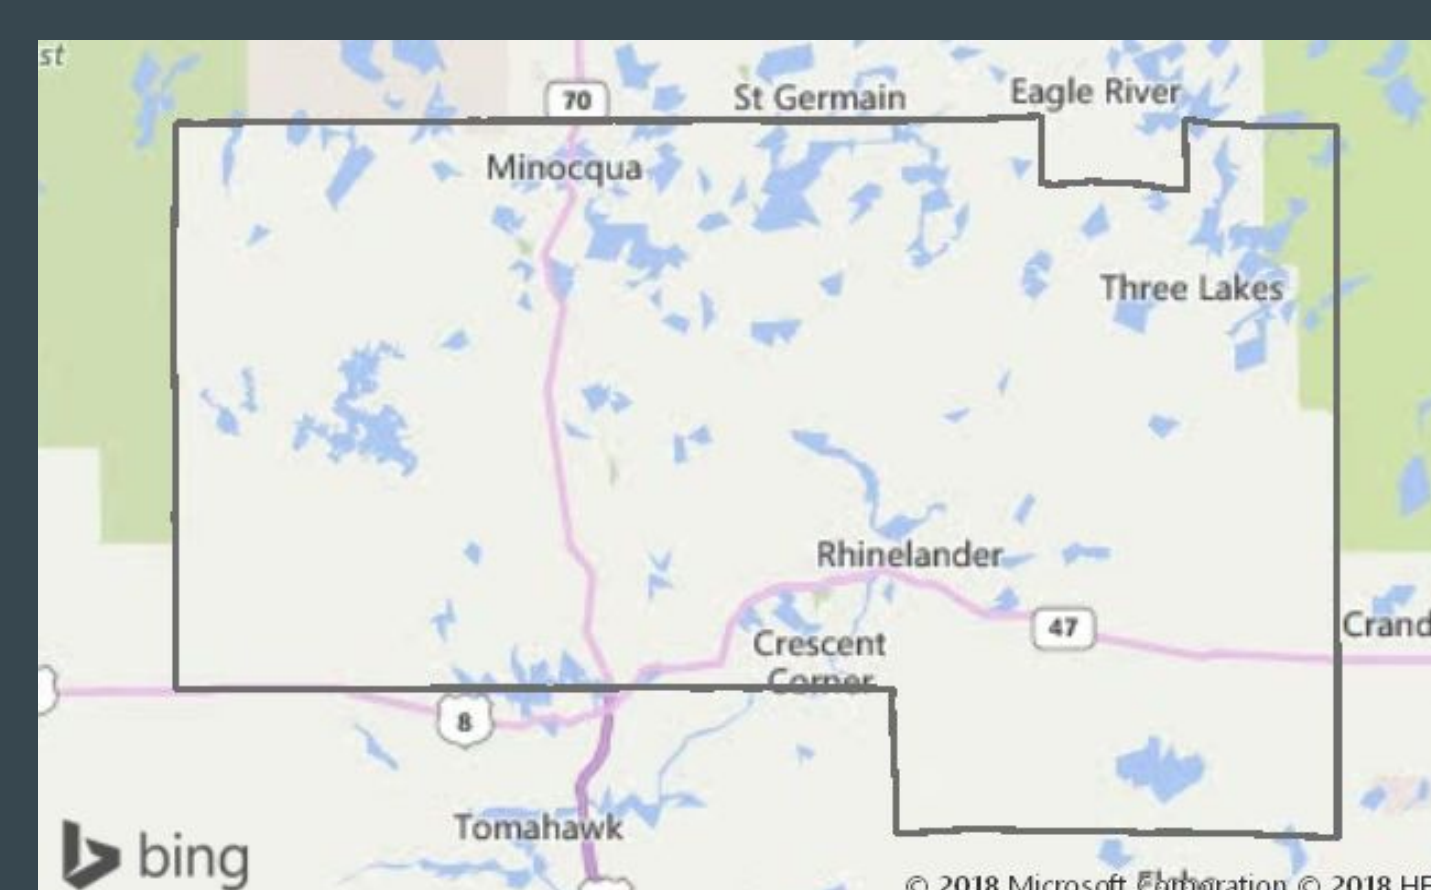 st
70
St Germain
Eagle River
Minocqua
Three Lakes
Rhinelander
47
Crand
Crescent
Corner
8
Tomahawk
bing
© 2018 Microsoft Corporation © 2018 HE